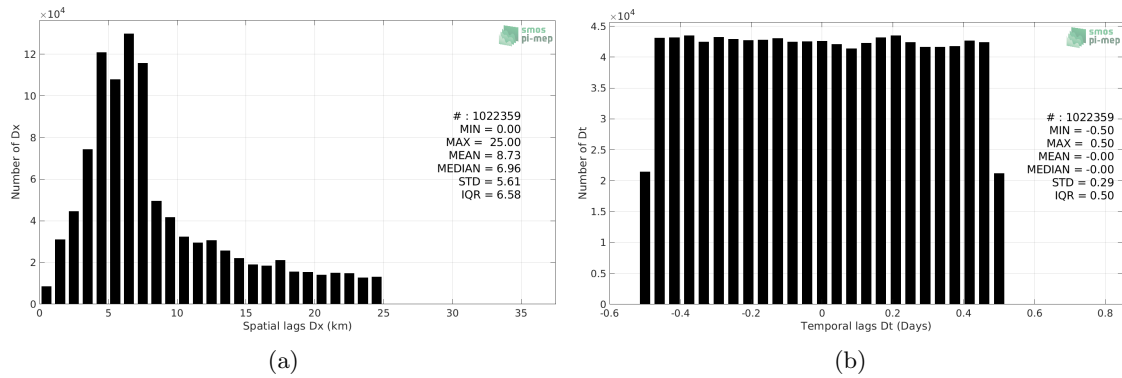 ×10⁴
12
10
8
6
4
2
0
Number of Dx
0 5 10 15 20 25 30 35
Spatial lags Dx (km)
smos
pi-mep
# : 1022359
MIN = 0.00
MAX = 25.00
MEAN = 8.73
MEDIAN = 6.96
STD = 5.61
IQR = 6.58
(a)
×10⁴
4.5
4
3.5
3
2.5
2
1.5
1
0.5
0
Number of Dt
-0.6 -0.4 -0.2 0 0.2 0.4 0.6 0.8
Temporal lags Dt (Days)
smos
pi-mep
# : 1022359
MIN = -0.50
MAX = 0.50
MEAN = -0.00
MEDIAN = -0.00
STD = 0.29
IQR = 0.50
(b)